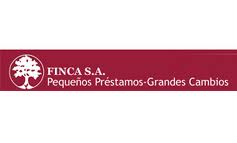 FINCA S.A.
Pequeños Préstamos-Grandes Cambios